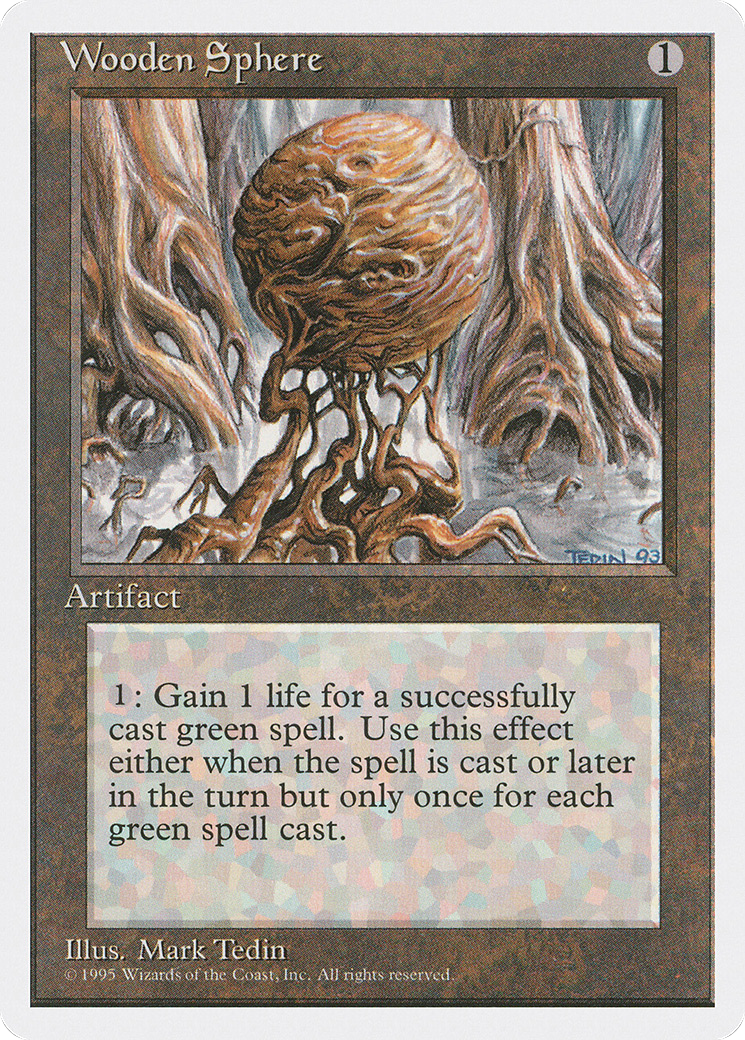 Wooden Sphere 1
TEDIN 93
Artifact
1: Gain 1 life for a successfully
cast green spell. Use this effect
either when the spell is cast or later
in the turn but only once for each
green spell cast.
Illus. Mark Tedin
© 1995 Wizards of the Coast, Inc. All rights reserved.